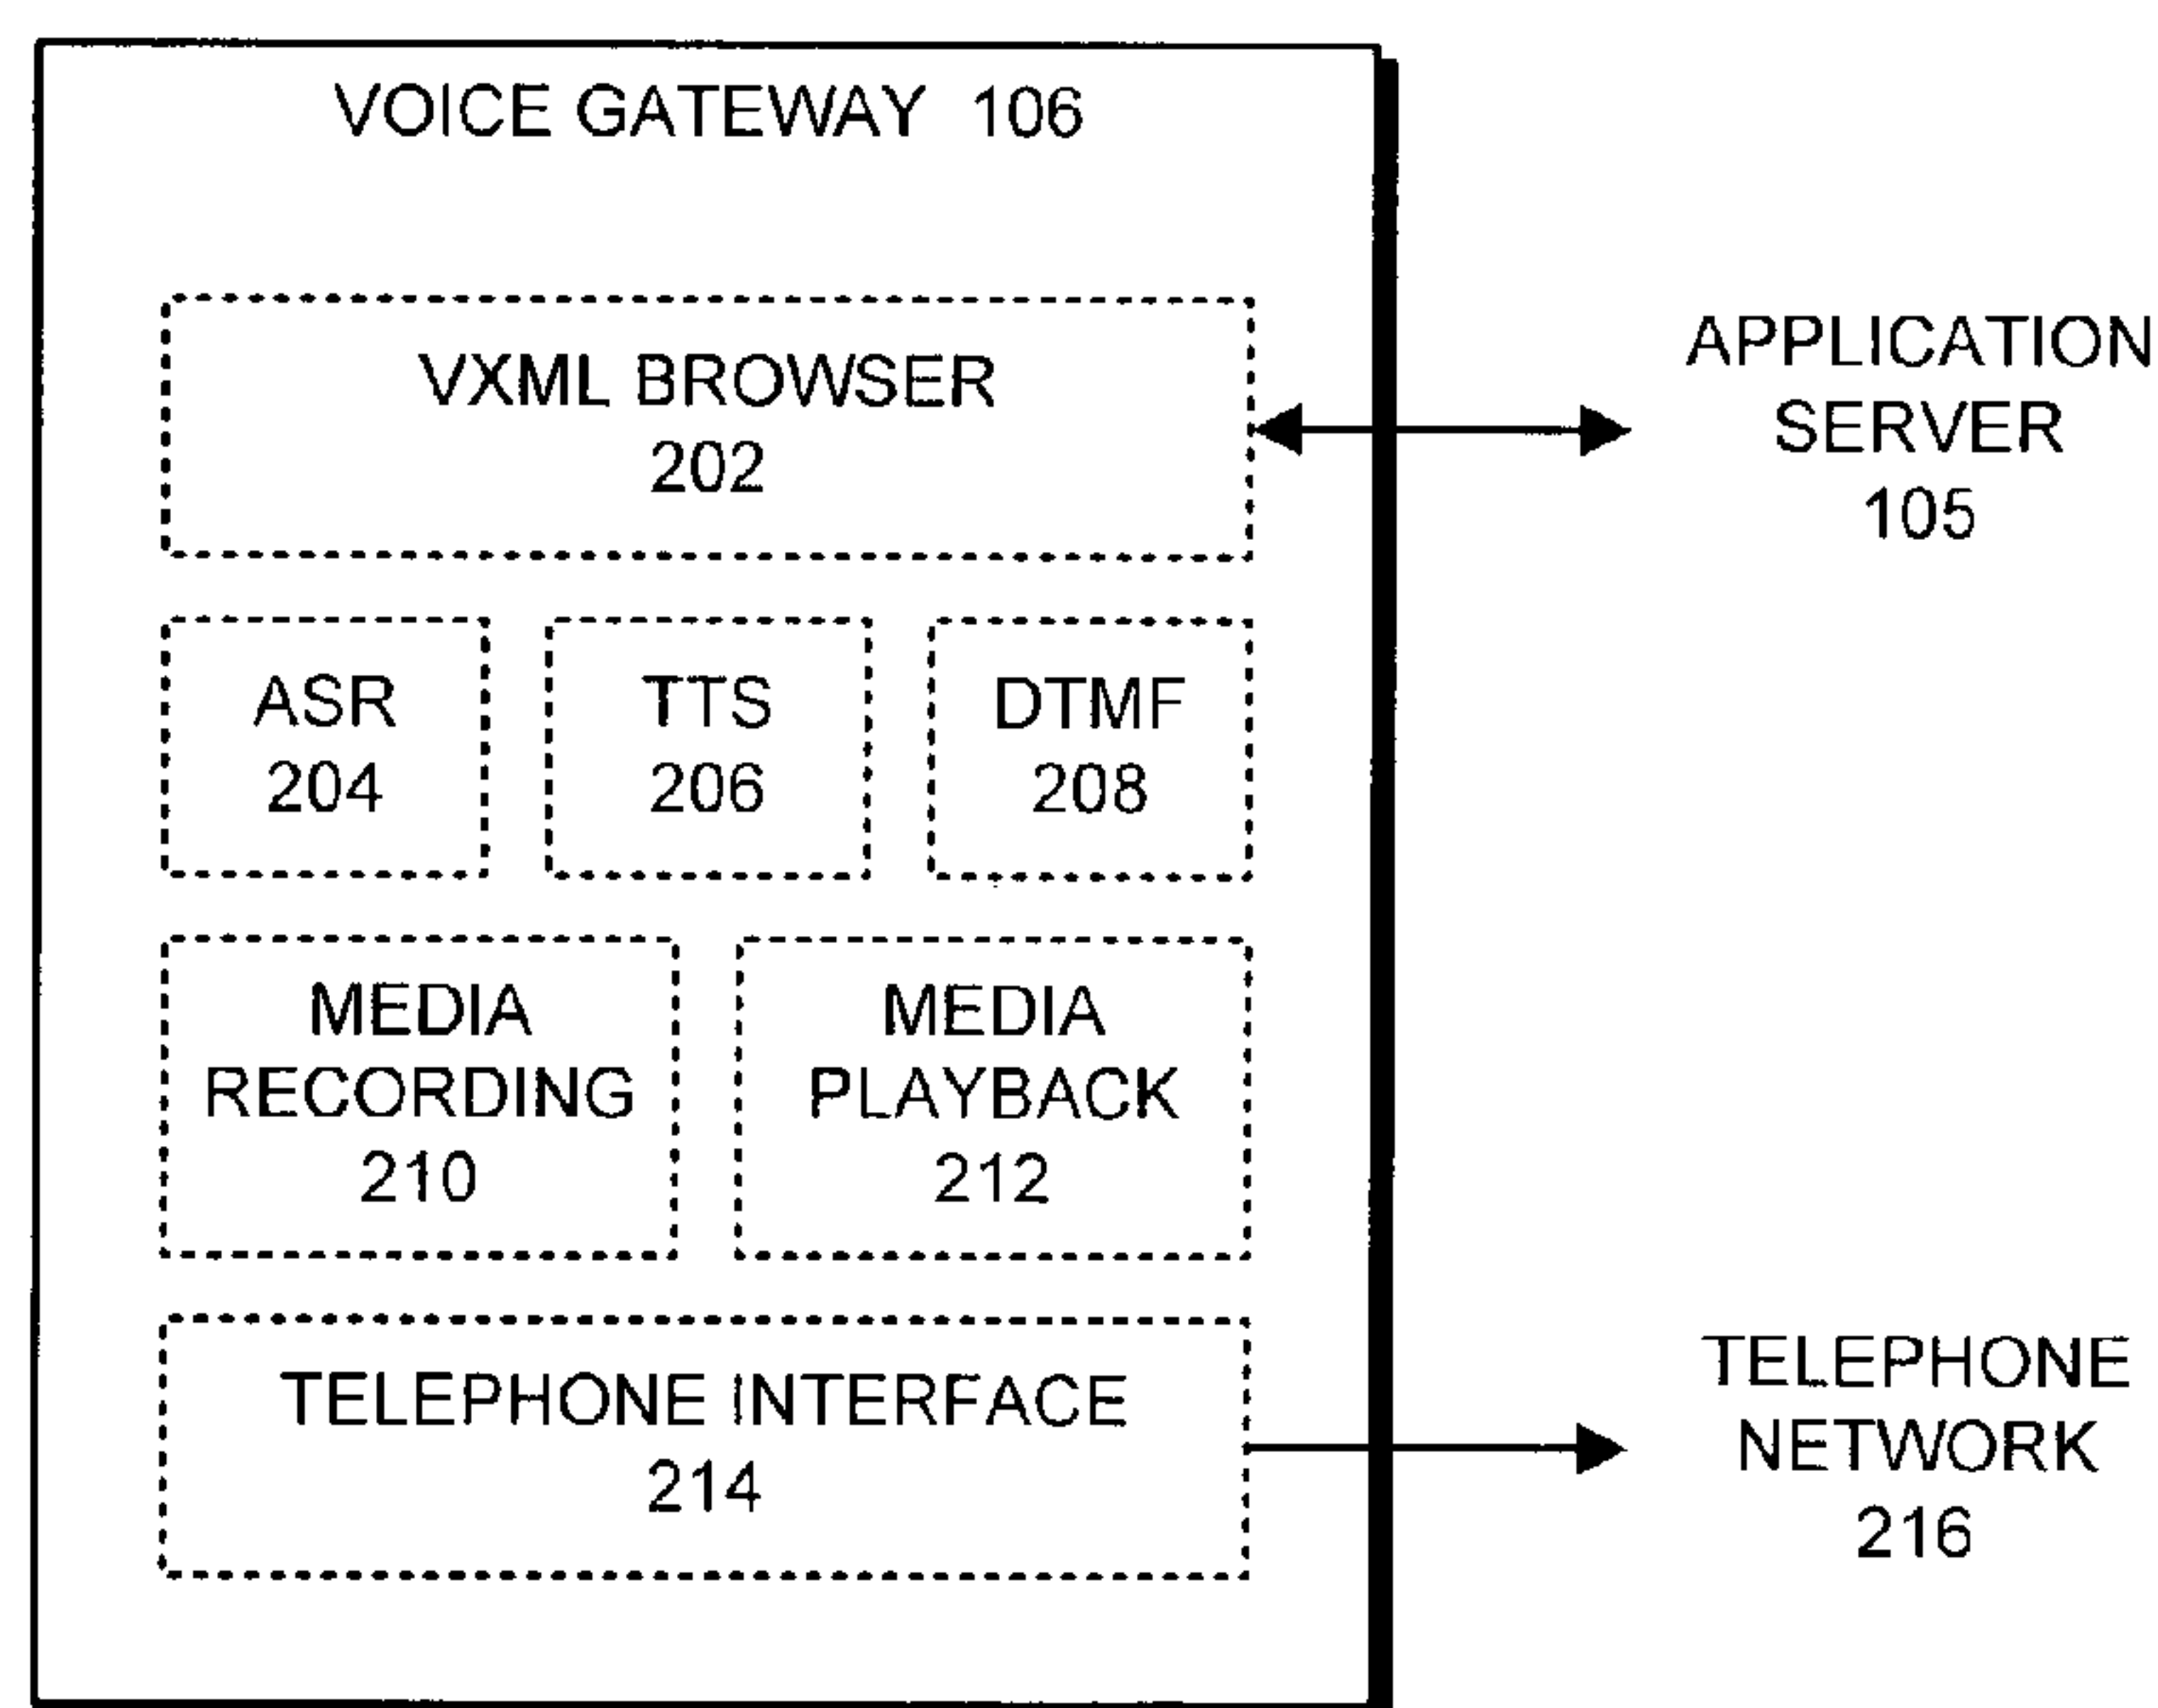 VOICE GATEWAY 106
VXML BROWSER
202
APPLICATION
SERVER
105
ASR
204
TTS
206
DTMF
208
MEDIA
RECORDING
210
MEDIA
PLAYBACK
212
TELEPHONE INTERFACE
214
TELEPHONE
NETWORK
216